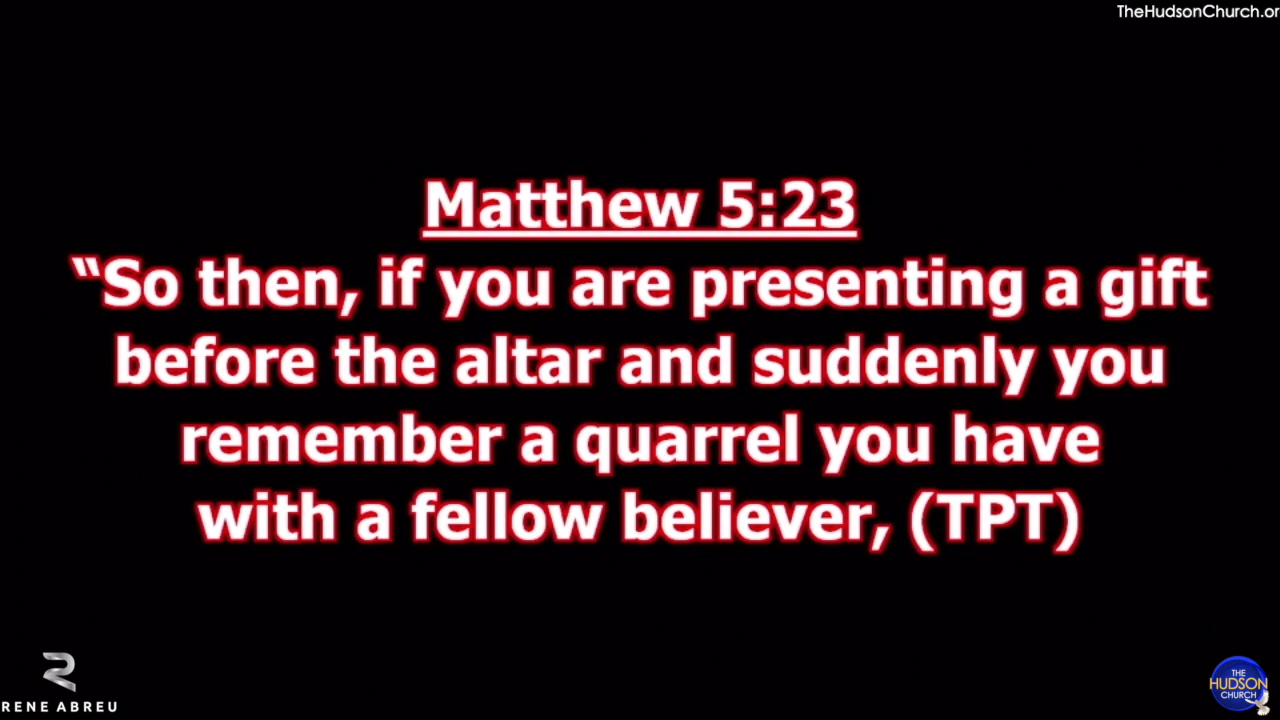 TheHudsonChurch.or
Matthew 5:23
“So then, if you are presenting a gift
before the altar and suddenly you
remember a quarrel you have
with a fellow believer, (TPT)
RENE ABREU
THE
HUDSON
CHURCH